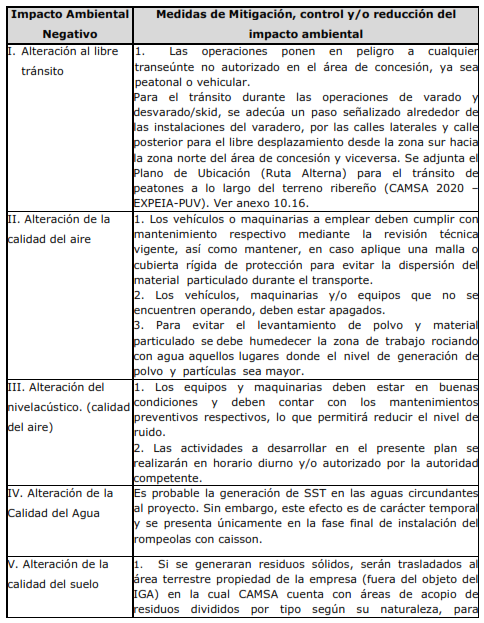 Impacto Ambiental
Negativo
Medidas de Mitigación, control y/o reducción del
impacto ambiental
I. Alteración al libre
tránsito
1. Las operaciones ponen en peligro a cualquier
transeúnte no autorizado en el área de concesión, ya sea
peatonal o vehicular.
Para el tránsito durante las operaciones de varado y
desvarado/skid, se adecúa un paso señalizado alrededor de
las instalaciones del varadero, por las calles laterales y calle
posterior para el libre desplazamiento desde la zona sur hacia
la zona norte del área de concesión y viceversa. Se adjunta el
Plano de Ubicación (Ruta Alterna) para el tránsito de
peatones a lo largo del terreno ribereño (CAMSA 2020 –
EXPEIA-PUV). Ver anexo 10.16.
II. Alteración de la
calidad del aire
1. Los vehículos o maquinarias a emplear deben cumplir con
mantenimiento respectivo mediante la revisión técnica
vigente, así como mantener, en caso aplique una malla o
cubierta rígida de protección para evitar la dispersión del
material particulado durante el transporte.
2. Los vehículos, maquinarias y/o equipos que no se
encuentren operando, deben estar apagados.
3. Para evitar el levantamiento de polvo y material
particulado se debe humedecer la zona de trabajo rociando
con agua aquellos lugares donde el nivel de generación de
polvo y partículas sea mayor.
III. Alteración del
nivelacústico. (calidad
del aire)
1. Los equipos y maquinarias deben estar en buenas
condiciones y deben contar con los mantenimientos
preventivos respectivos, lo que permitirá reducir el nivel de
ruido.
2. Las actividades a desarrollar en el presente plan se
realizarán en horario diurno y/o autorizado por la autoridad
competente.
IV. Alteración de la
Calidad del Agua
Es probable la generación de SST en las aguas circundantes
al proyecto. Sin embargo, este efecto es de carácter temporal
y se presenta únicamente en la fase final de instalación del
rompeolas con caisson.
V. Alteración de la
calidad del suelo
1. Si se generaran residuos sólidos, serán trasladados al
área terrestre propiedad de la empresa (fuera del objeto del
IGA) en la cual CAMSA cuenta con áreas de acopio de
residuos divididos por tipo según su naturaleza, para